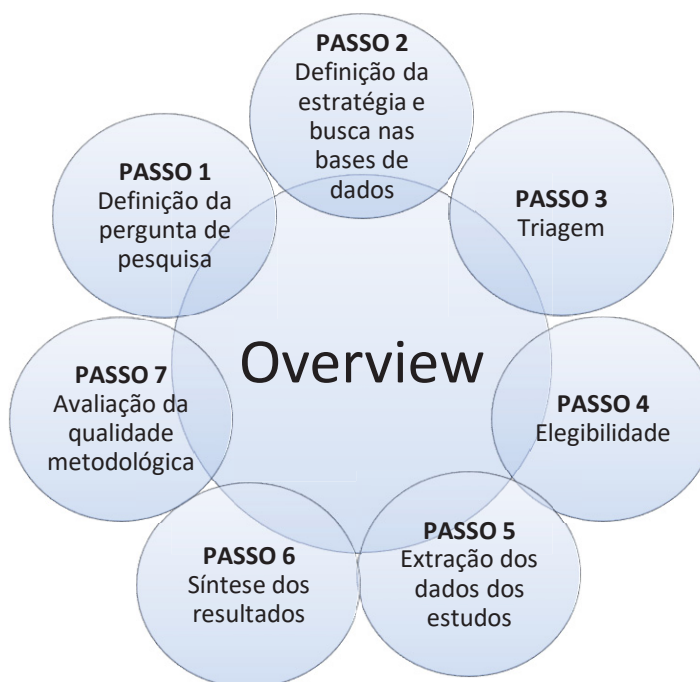 PASSO 1
Definição da
pergunta de
pesquisa
PASSO 2
Definição da
estratégia e
busca nas
bases de
dados
PASSO 3
Triagem
PASSO 4
Elegibilidade
PASSO 5
Extração dos
dados dos
estudos
PASSO 6
Síntese dos
resultados
PASSO 7
Avaliação da
qualidade
metodológica
Overview